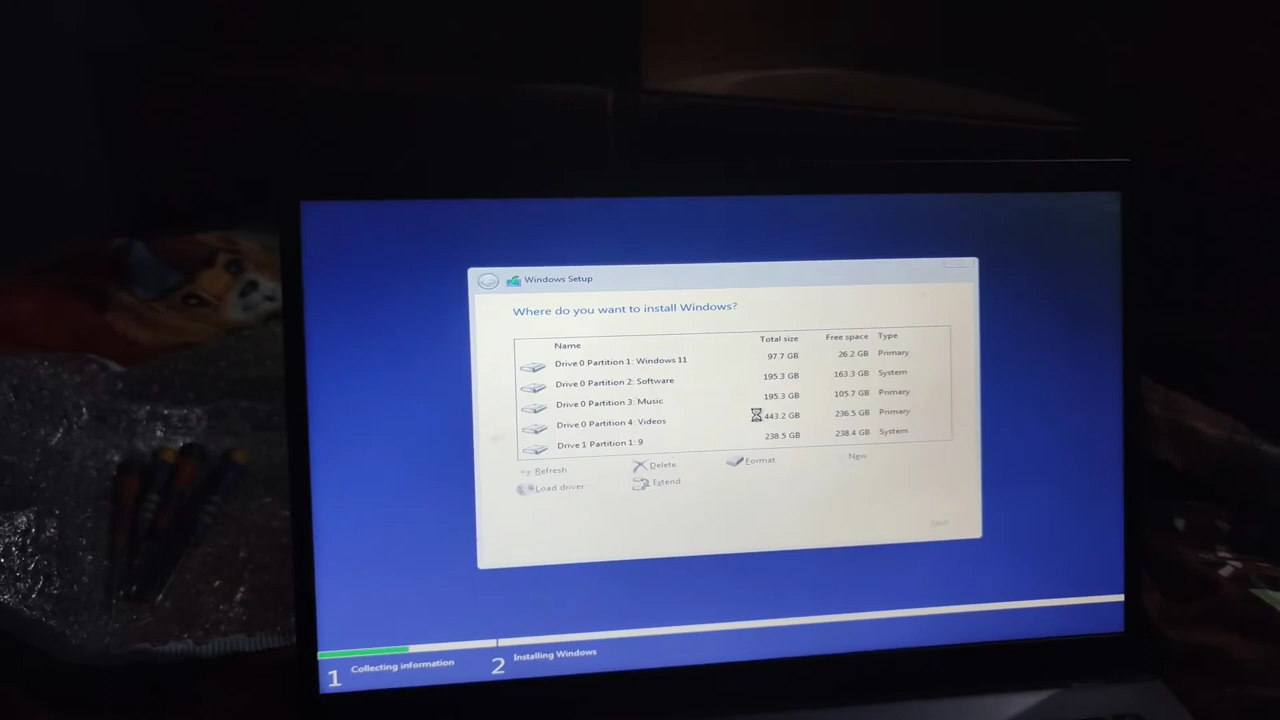 Windows Setup
Where do you want to install Windows?
Name Total size Free space Type
Drive 0 Partition 1: Windows 11 97.7 GB 26.2 GB Primary
Drive 0 Partition 2: Software 195.3 GB 163.3 GB System
Drive 0 Partition 3: Music 195.3 GB 105.7 GB Primary
Drive 0 Partition 4: Videos 443.2 GB 236.5 GB Primary
Drive 1 Partition 1: 9 238.5 GB 238.4 GB System
Refresh Delete Format New
Load driver Extend
Next
1 Collecting information 2 Installing Windows